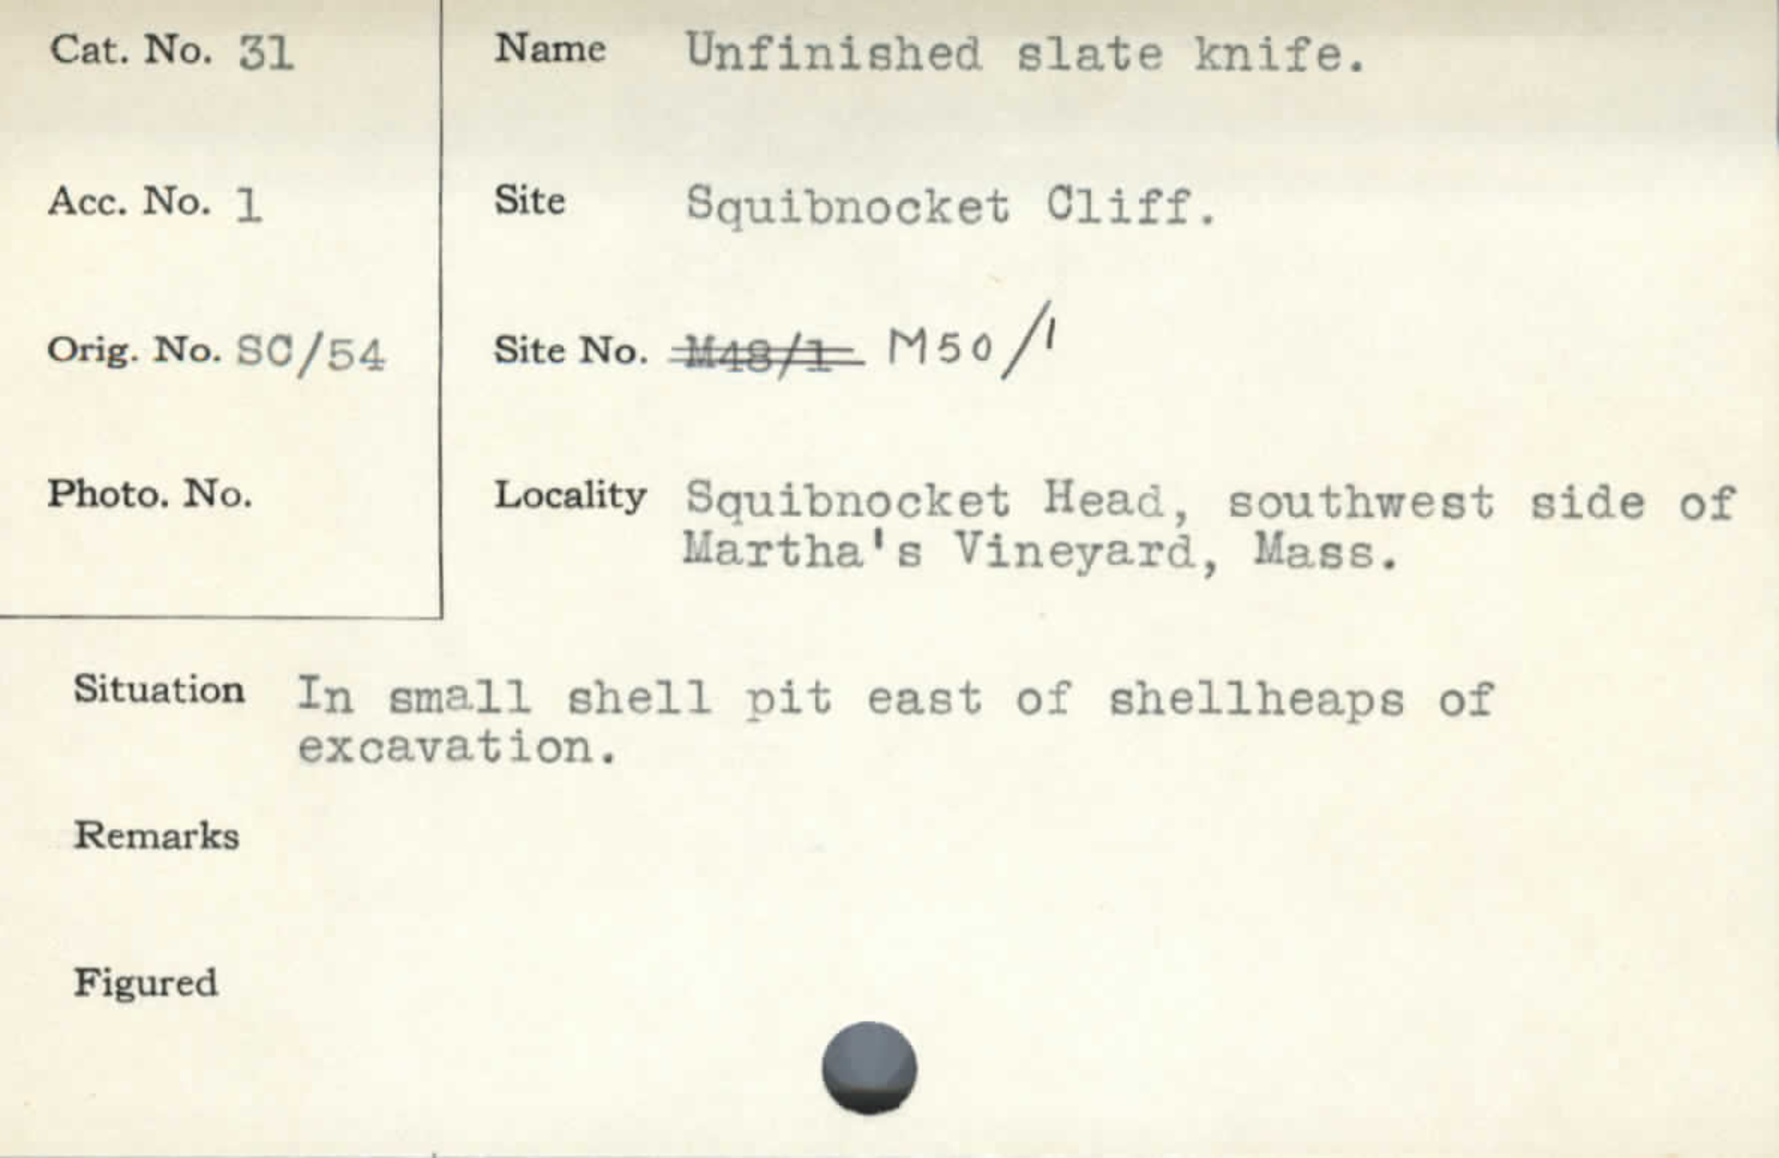 Cat. No. 31
Name Unfinished slate knife.
Acc. No. 1
Site Squibnocket Cliff.
Orig. No. SC/54
Site No. M48/1 M50/1
Photo. No.
Locality Squibnocket Head, southwest side of
Martha's Vineyard, Mass.
Situation In small shell pit east of shellheaps of
excavation.
Remarks
Figured